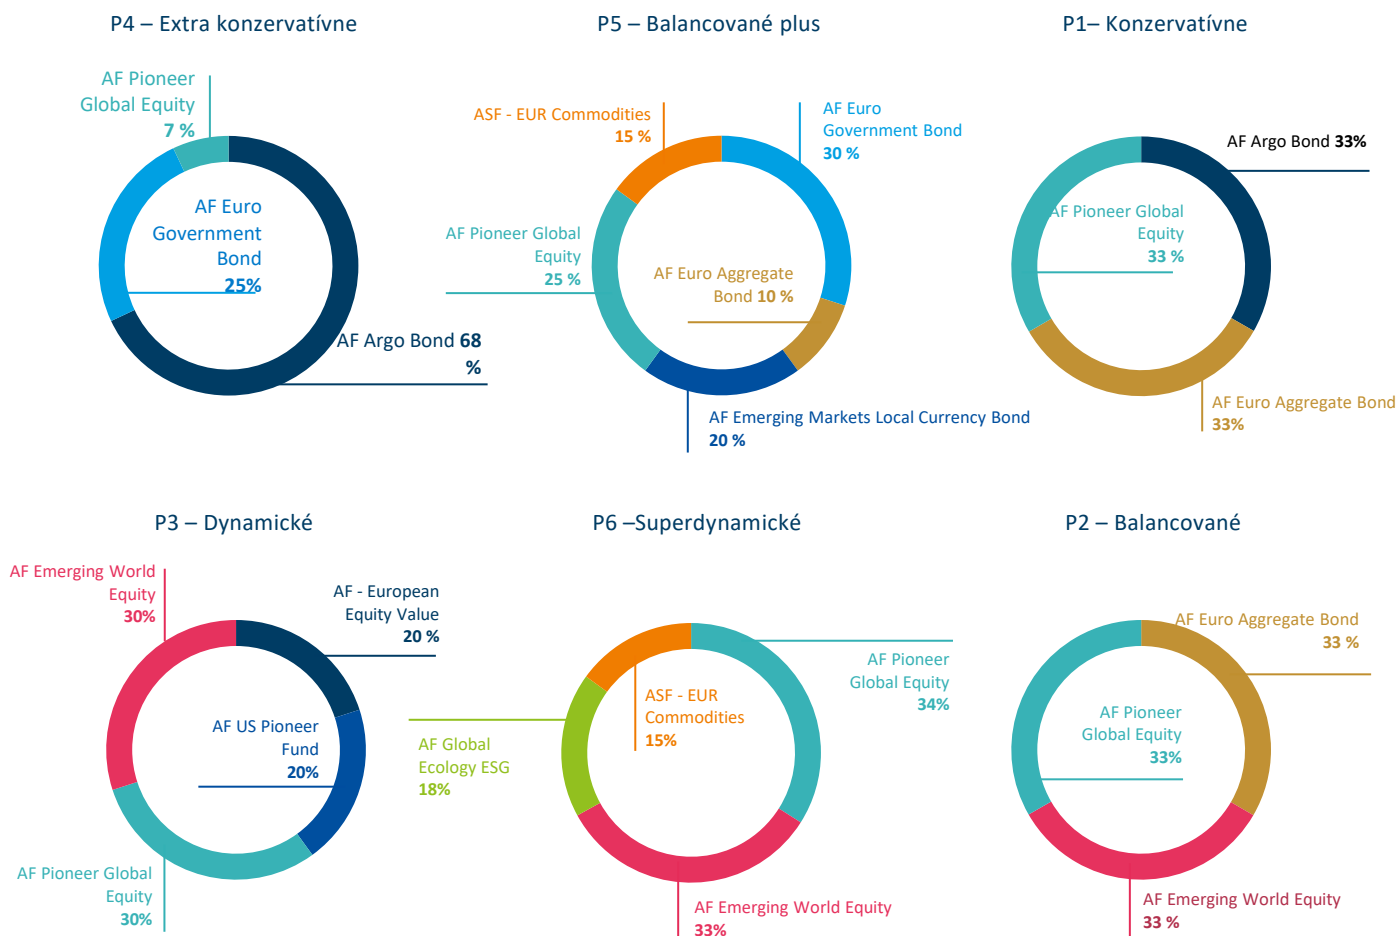 P4 – Extra konzervatívne
AF Pioneer
Global Equity
7 %
AF Euro
Government
Bond
25%
AF Argo Bond 68
%
P5 – Balancované plus
ASF - EUR Commodities
15 %
AF Euro
Government Bond
30 %
AF Pioneer Global
Equity
25 %
AF Euro Aggregate
Bond 10 %
AF Emerging Markets Local Currency Bond
20 %
P1– Konzervatívne
AF Argo Bond 33%
AF Pioneer Global
Equity
33 %
AF Euro Aggregate Bond
33%
P3 – Dynamické
AF Emerging World
Equity
30%
AF - European
Equity Value
20 %
AF US Pioneer
Fund
20%
AF Pioneer Global
Equity
30%
P6 –Superdynamické
AF Pioneer
Global Equity
34%
ASF - EUR
Commodities
15%
AF Global
Ecology ESG
18%
AF Emerging World Equity
33%
P2 – Balancované
AF Euro Aggregate Bond
33 %
AF Pioneer
Global Equity
33%
AF Emerging World Equity
33 %